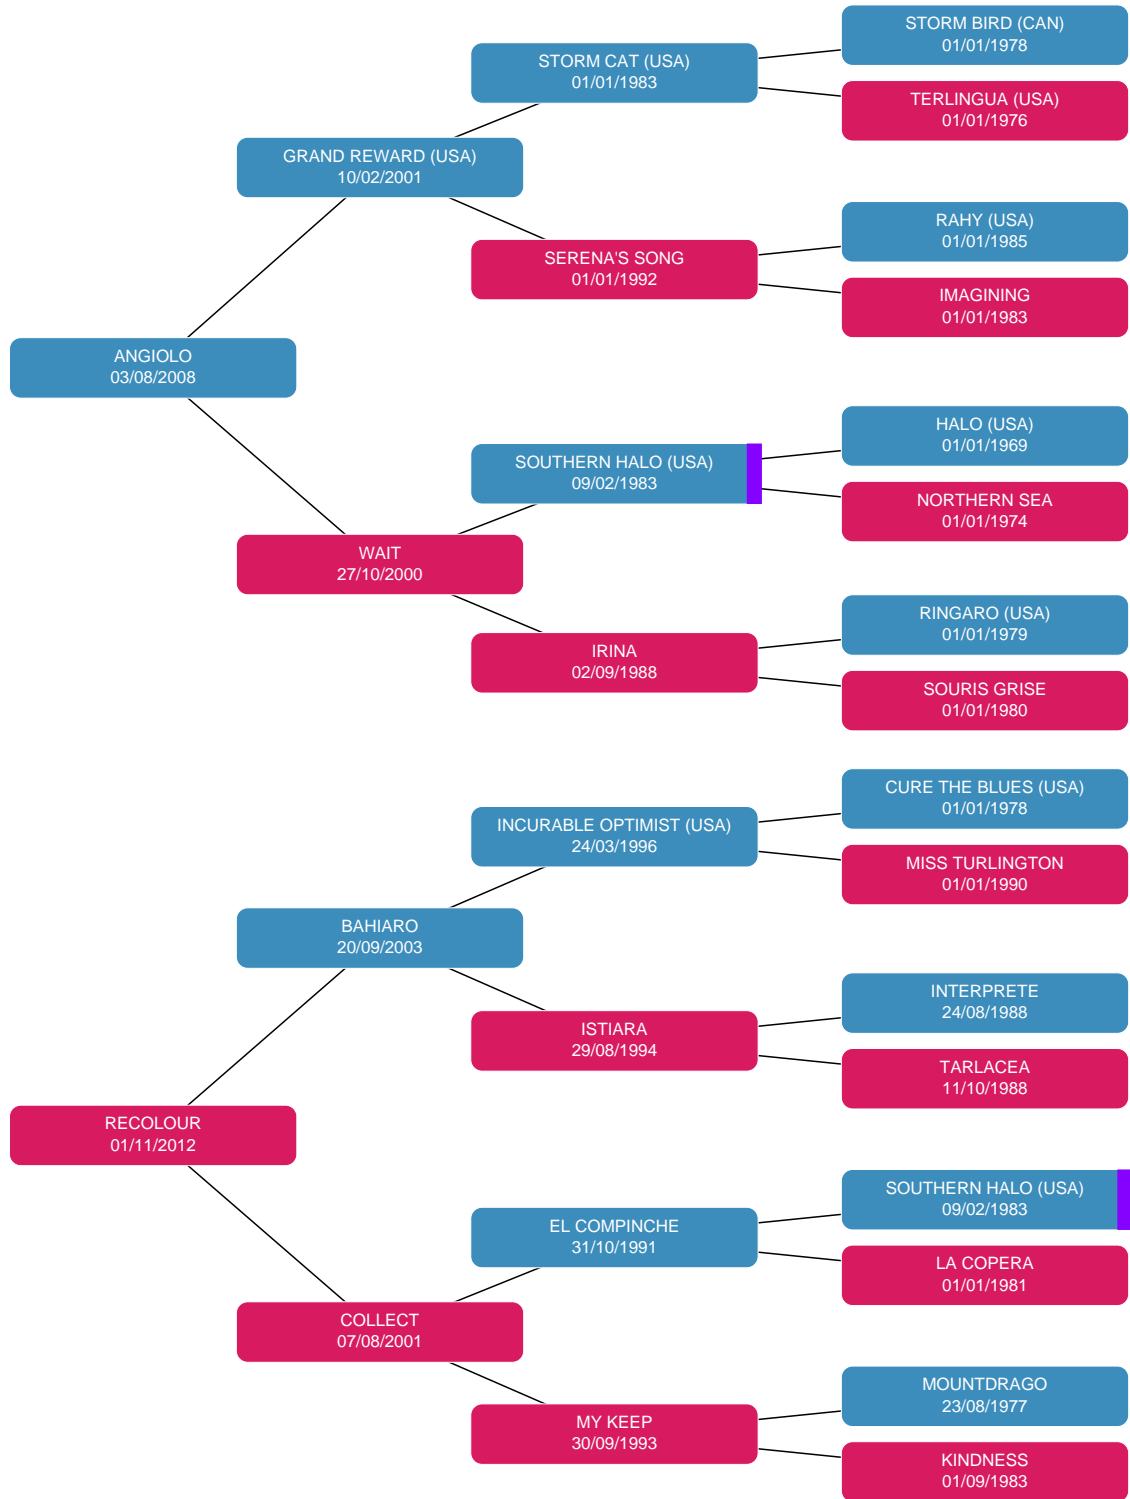 STORM BIRD (CAN)
01/01/1978
STORM CAT (USA)
01/01/1983
TERLINGUA (USA)
01/01/1976
GRAND REWARD (USA)
10/02/2001
RAHY (USA)
01/01/1985
SERENA'S SONG
01/01/1992
IMAGINING
01/01/1983
ANGIOLO
03/08/2008
HALO (USA)
01/01/1969
SOUTHERN HALO (USA)
09/02/1983
NORTHERN SEA
01/01/1974
WAIT
27/10/2000
RINGARO (USA)
01/01/1979
IRINA
02/09/1988
SOURIS GRISE
01/01/1980
CURE THE BLUES (USA)
01/01/1978
INCURABLE OPTIMIST (USA)
24/03/1996
MISS TURLINGTON
01/01/1990
BAHIARO
20/09/2003
INTERPRETE
24/08/1988
ISTIARA
29/08/1994
TARLACEA
11/10/1988
RECOLOUR
01/11/2012
SOUTHERN HALO (USA)
09/02/1983
EL COMPINCHE
31/10/1991
LA COPERA
01/01/1981
COLLECT
07/08/2001
MOUNTDRAGO
23/08/1977
MY KEEP
30/09/1993
KINDNESS
01/09/1983